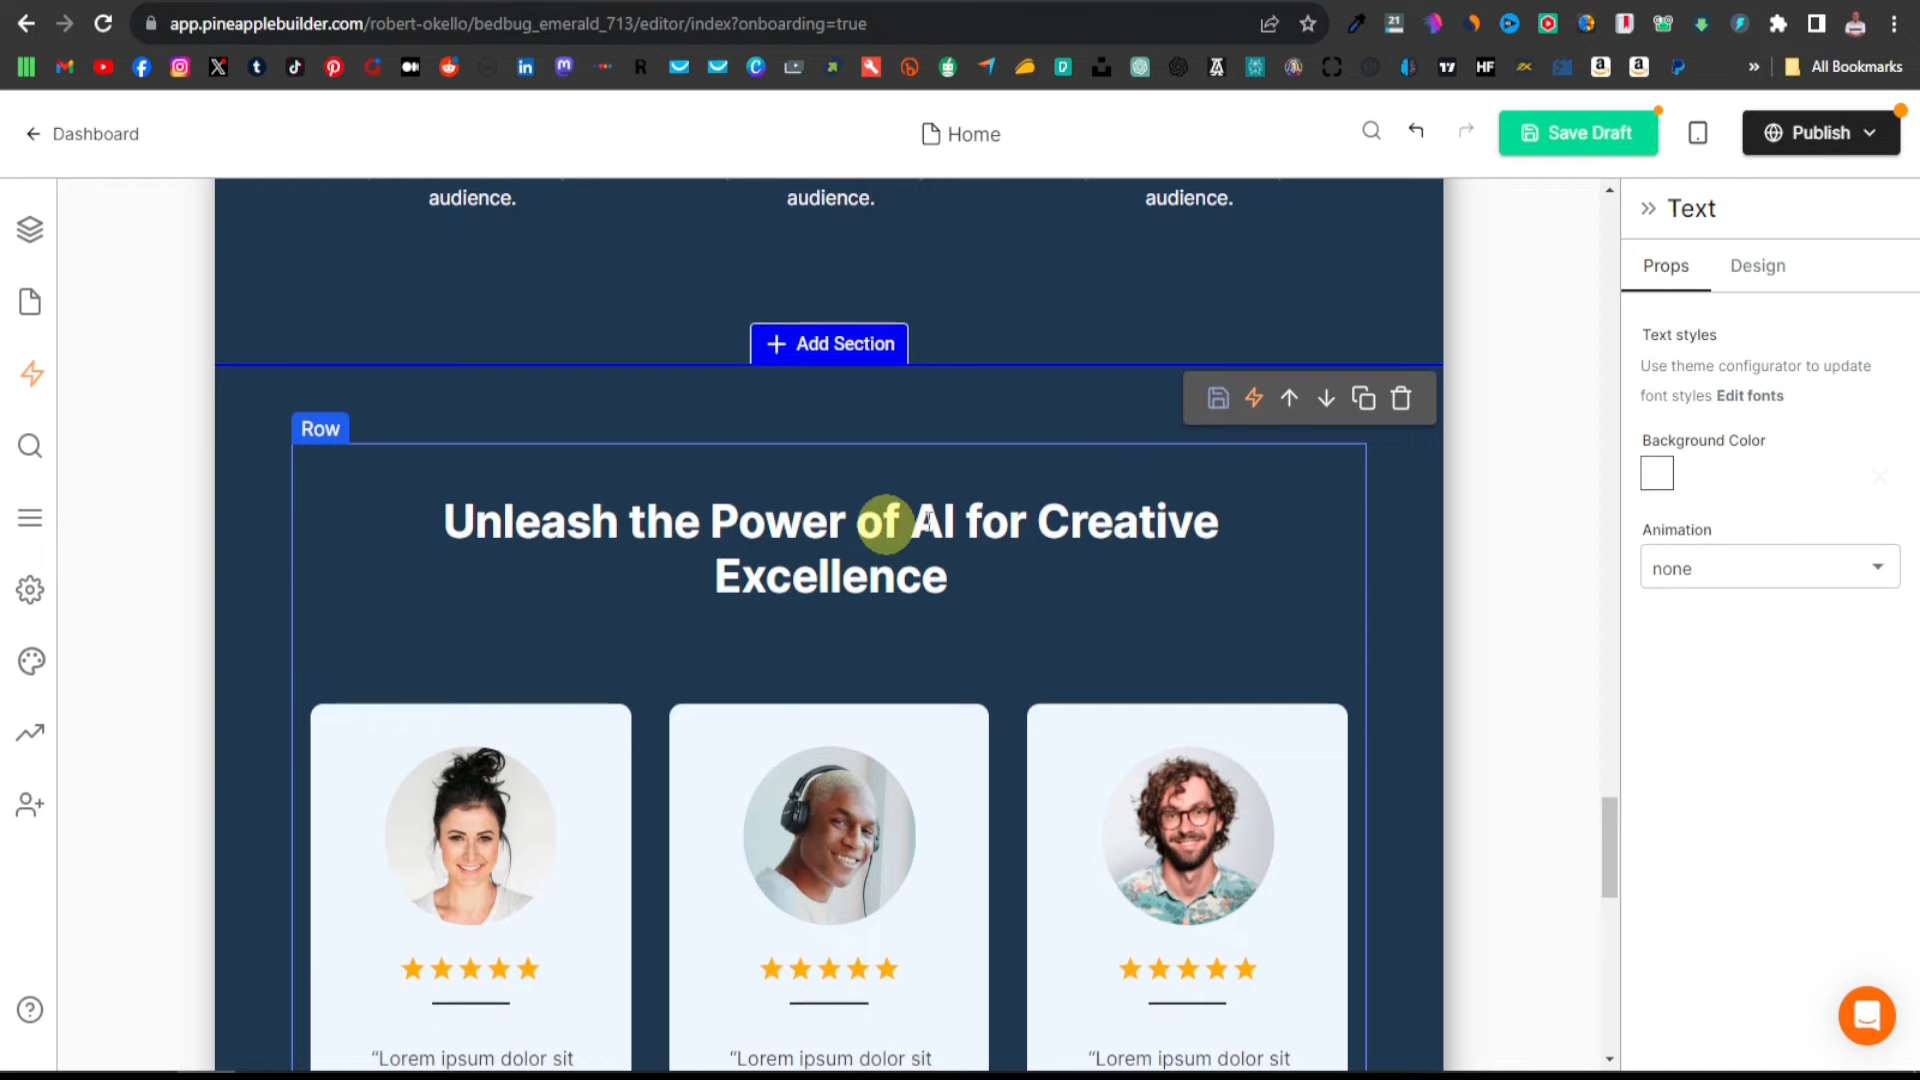 app.pineapplebuilder.com/robert-okello/bedbug_emerald_713/editor/index?onboarding=true
All Bookmarks
Dashboard
Home
Save Draft
Publish
audience. audience. audience.
Add Section
Row
Unleash the Power of AI for Creative
Excellence
“Lorem ipsum dolor sit “Lorem ipsum dolor sit “Lorem ipsum dolor sit
Text
Props Design
Text styles
Use theme configurator to update
font styles Edit fonts
Background Color
Animation
none